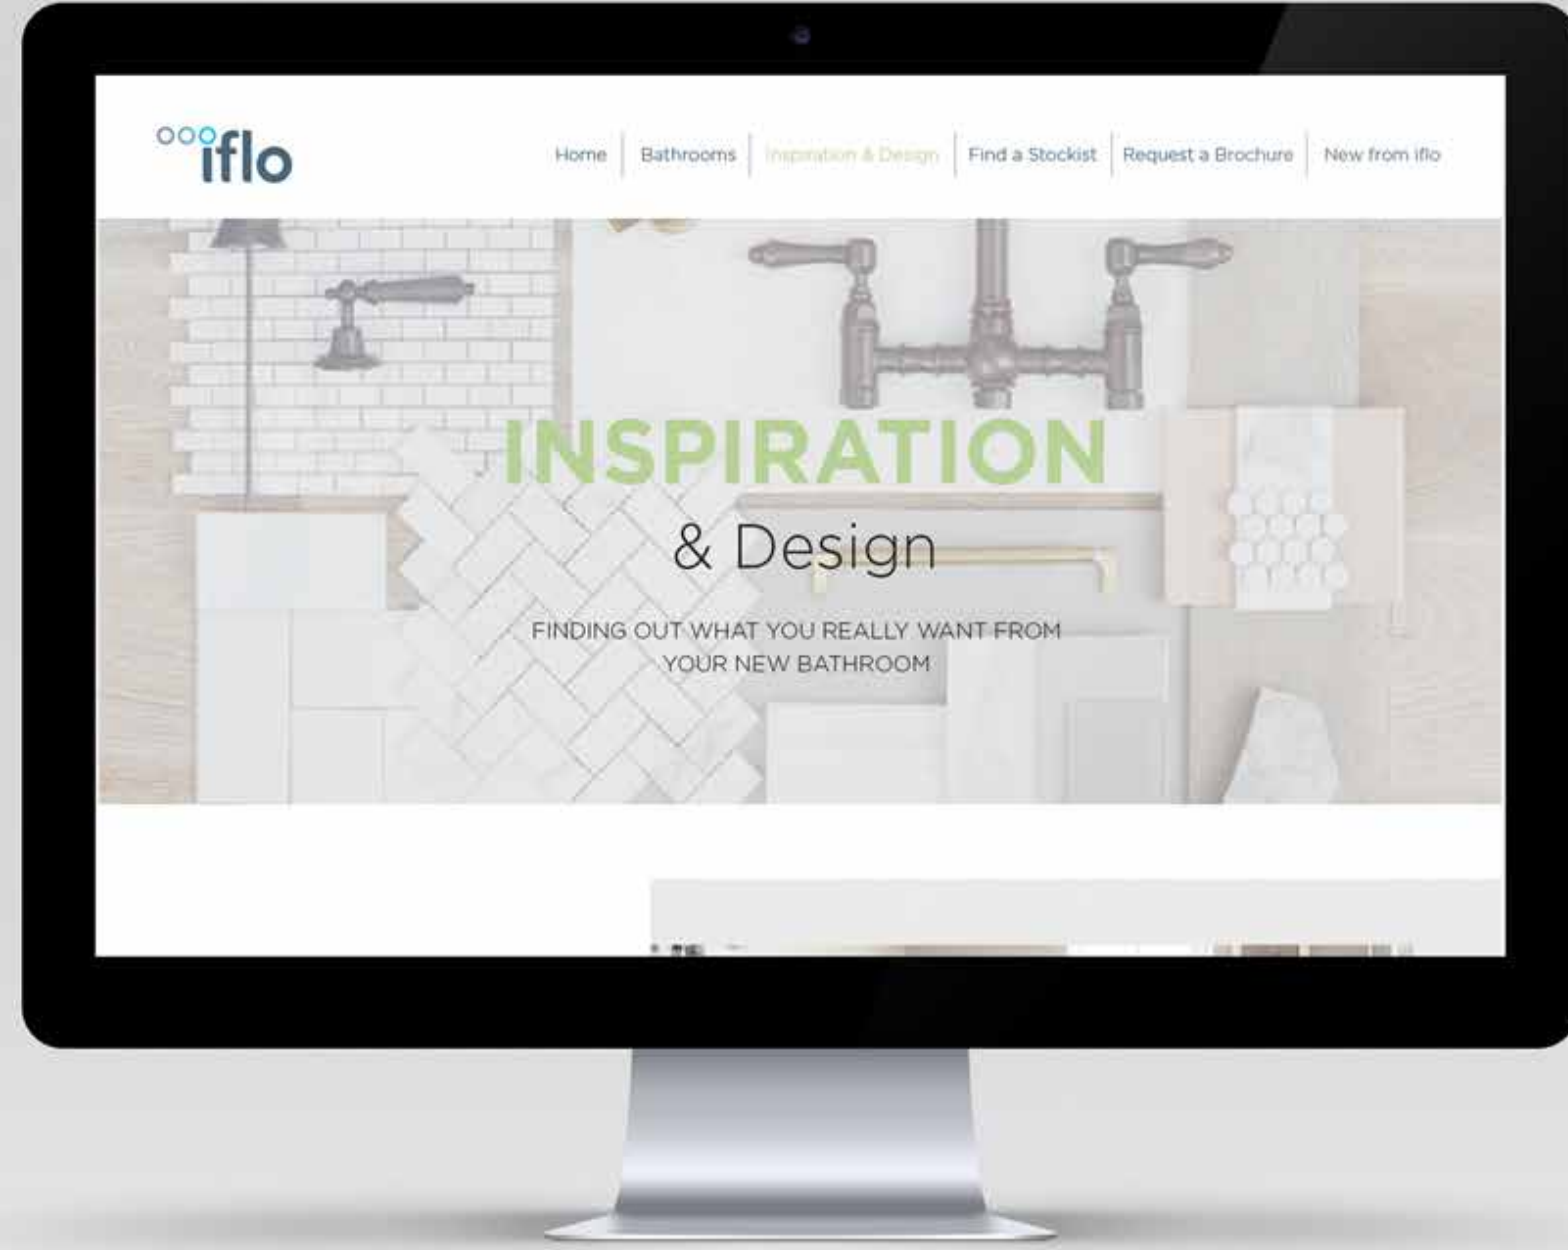 iflo
Home Bathrooms Inspiration & Design Find a Stockist Request a Brochure New from iflo
INSPIRATION
& Design
FINDING OUT WHAT YOU REALLY WANT FROM
YOUR NEW BATHROOM